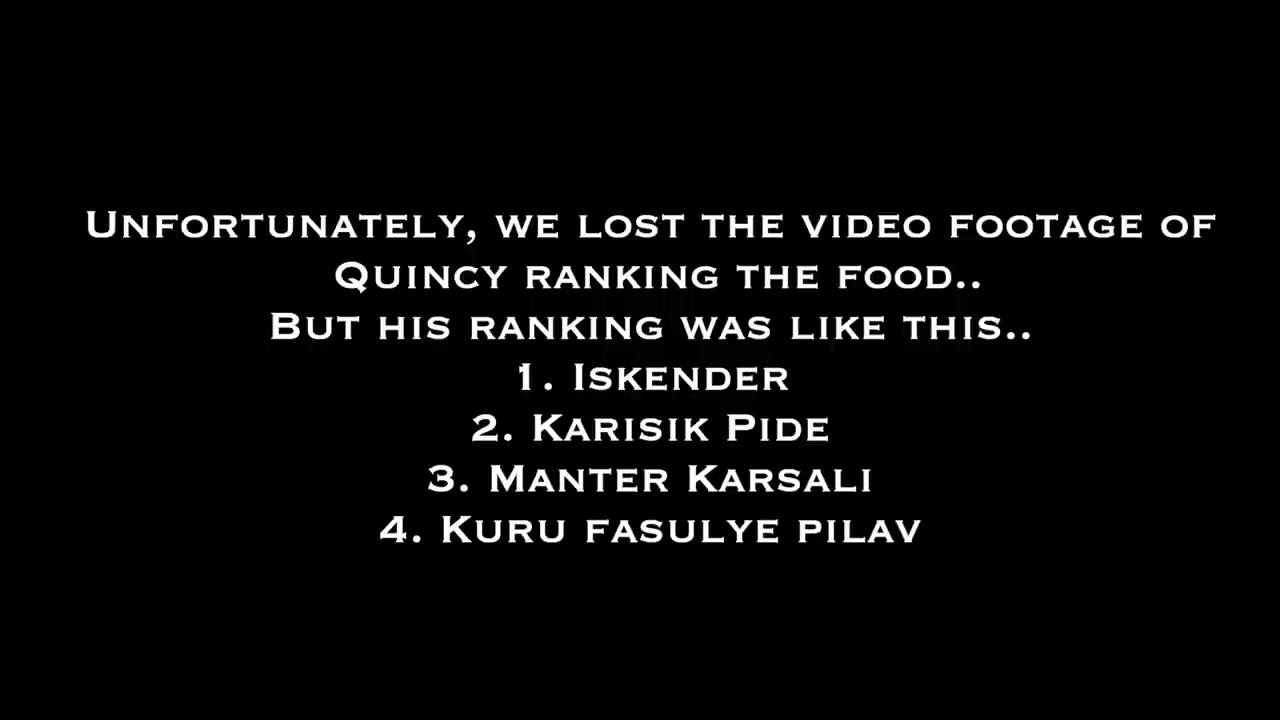 Unfortunately, we lost the video footage of
Quincy ranking the food..
But his ranking was like this..
1. Iskender
2. Karisik Pide
3. Manter Karsali
4. Kuru fasulye pilav